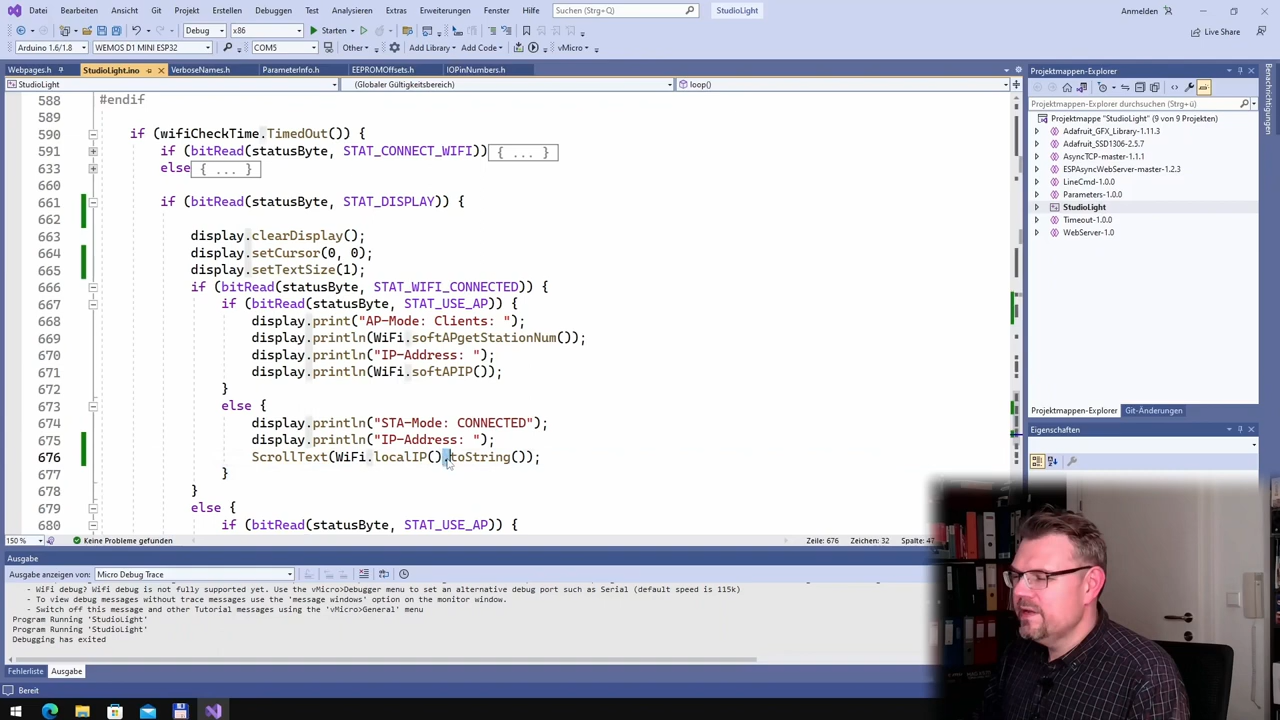 Datei Bearbeiten Ansicht Git Projekt Erstellen Debuggen Test Analysieren Extras Erweiterungen Fenster Hilfe Suchen (Strg+Q) StudioLight Anmelden
Debug x86 Starten Live Share
Arduino 1.6/1.8 WEMOS D1 MINI ESP32 COM5 Other Add Library Add Code vMicro
Webpages.h StudioLight.ino VerboseNames.h ParameterInfo.h EEPROMOffsets.h IOPinNumbers.h
StudioLight (Globaler Gültigkeitsbereich) loop()
588 #endif
589
590 if (wifiCheckTime.TimedOut()) {
591 if (bitRead(statusByte, STAT_CONNECT_WIFI)) { ... }
633 else { ... }
660
661 if (bitRead(statusByte, STAT_DISPLAY)) {
662
663 display.clearDisplay();
664 display.setCursor(0, 0);
665 display.setTextSize(1);
666 if (bitRead(statusByte, STAT_WIFI_CONNECTED)) {
667 if (bitRead(statusByte, STAT_USE_AP)) {
668 display.print("AP-Mode: Clients: ");
669 display.println(WiFi.softAPgetStationNum());
670 display.println("IP-Address: ");
671 display.println(WiFi.softAPIP());
672 }
673 else {
674 display.println("STA-Mode: CONNECTED");
675 display.println("IP-Address: ");
676 ScrollText(WiFi.localIP().toString());
677 }
678 }
679 else {
680 if (bitRead(statusByte, STAT_USE_AP)) {
150 % Keine Probleme gefunden Zeile: 676 Zeichen: 32 Spalte: 47
Ausgabe
Ausgabe anzeigen von: Micro Debug Trace
- WiFi debug? Wifi debug is not fully supported yet. Use the vMicro>Debugger menu to set an alternative debug port such as Serial (default speed is 115k)
- To view debug messages without trace messages use the 'message windows' option on the monitor window.
- Switch off this message and other Tutorial messages using the 'vMicro>General' menu
Program Running 'StudioLight'
Program Running 'StudioLight'
Debugging has exited
Fehlerliste Ausgabe
Bereit
Projektmappen-Explorer
Projektmappen-Explorer durchsuchen (Strg+ü)
Projektmappe "StudioLight" (9 von 9 Projekten)
Adafruit_GFX_Library-1.11.3
Adafruit_SSD1306-2.5.7
AsyncTCP-master-1.1.1
ESPAsyncWebServer-master-1.2.3
LineCmd-1.0.0
Parameters-1.0.0
StudioLight
Timeout-1.0.0
WebServer-1.0
Projektmappen-Explorer Git-Änderungen
Eigenschaften
Benachrichtigungen